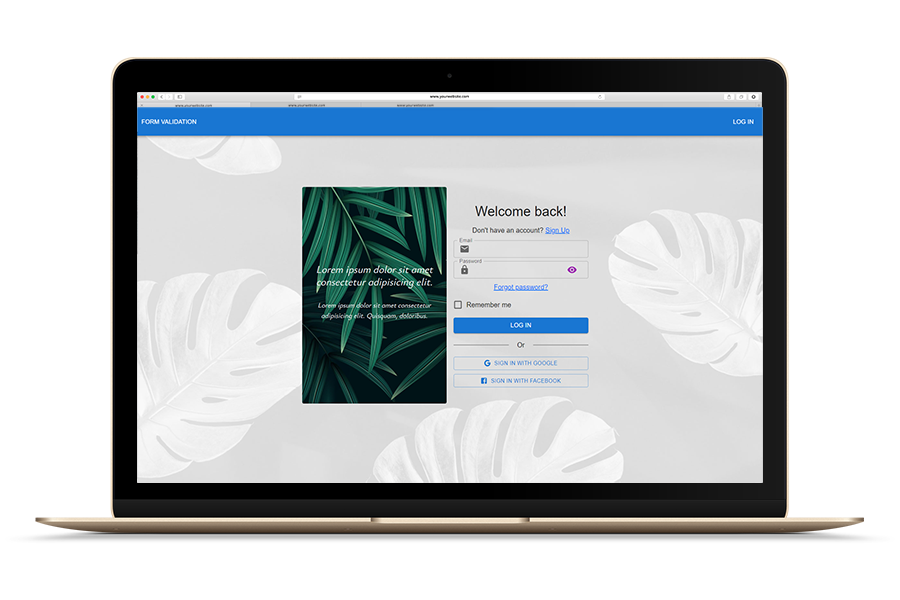 www.yourwebsite.com
www.yourwebsite.com
www.yourwebsite.com
www.yourwebsite.com
FORM VALIDATION
LOG IN
Lorem ipsum dolor sit amet
consectetur adipisicing elit.
Lorem ipsum dolor sit amet consectetur
adipisicing elit. Quisquam, doloribus.
Welcome back!
Don't have an account? Sign Up
Email
Password
Forgot password?
Remember me
LOG IN
Or
SIGN IN WITH GOOGLE
SIGN IN WITH FACEBOOK